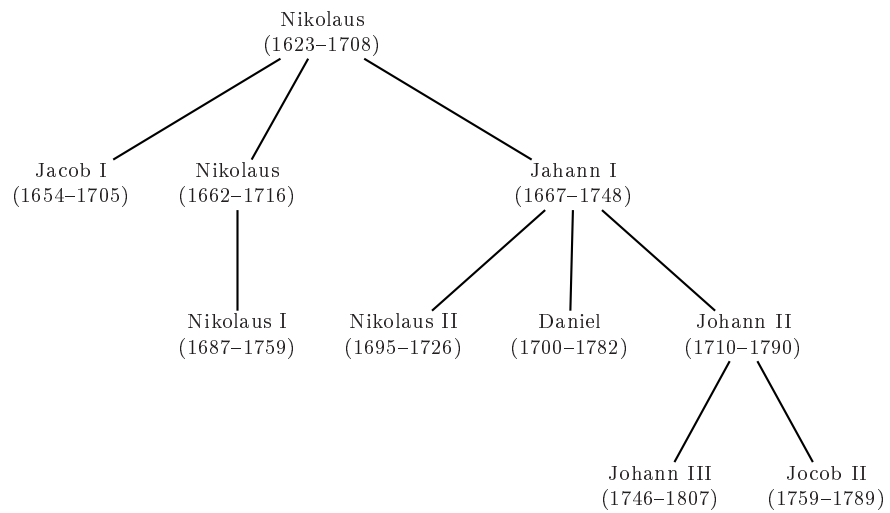 Nikolaus
(1623–1708)
Jacob I
(1654–1705)
Nikolaus
(1662–1716)
Jahann I
(1667–1748)
Nikolaus I
(1687–1759)
Nikolaus II
(1695–1726)
Daniel
(1700–1782)
Johann II
(1710–1790)
Johann III
(1746–1807)
Jocob II
(1759–1789)